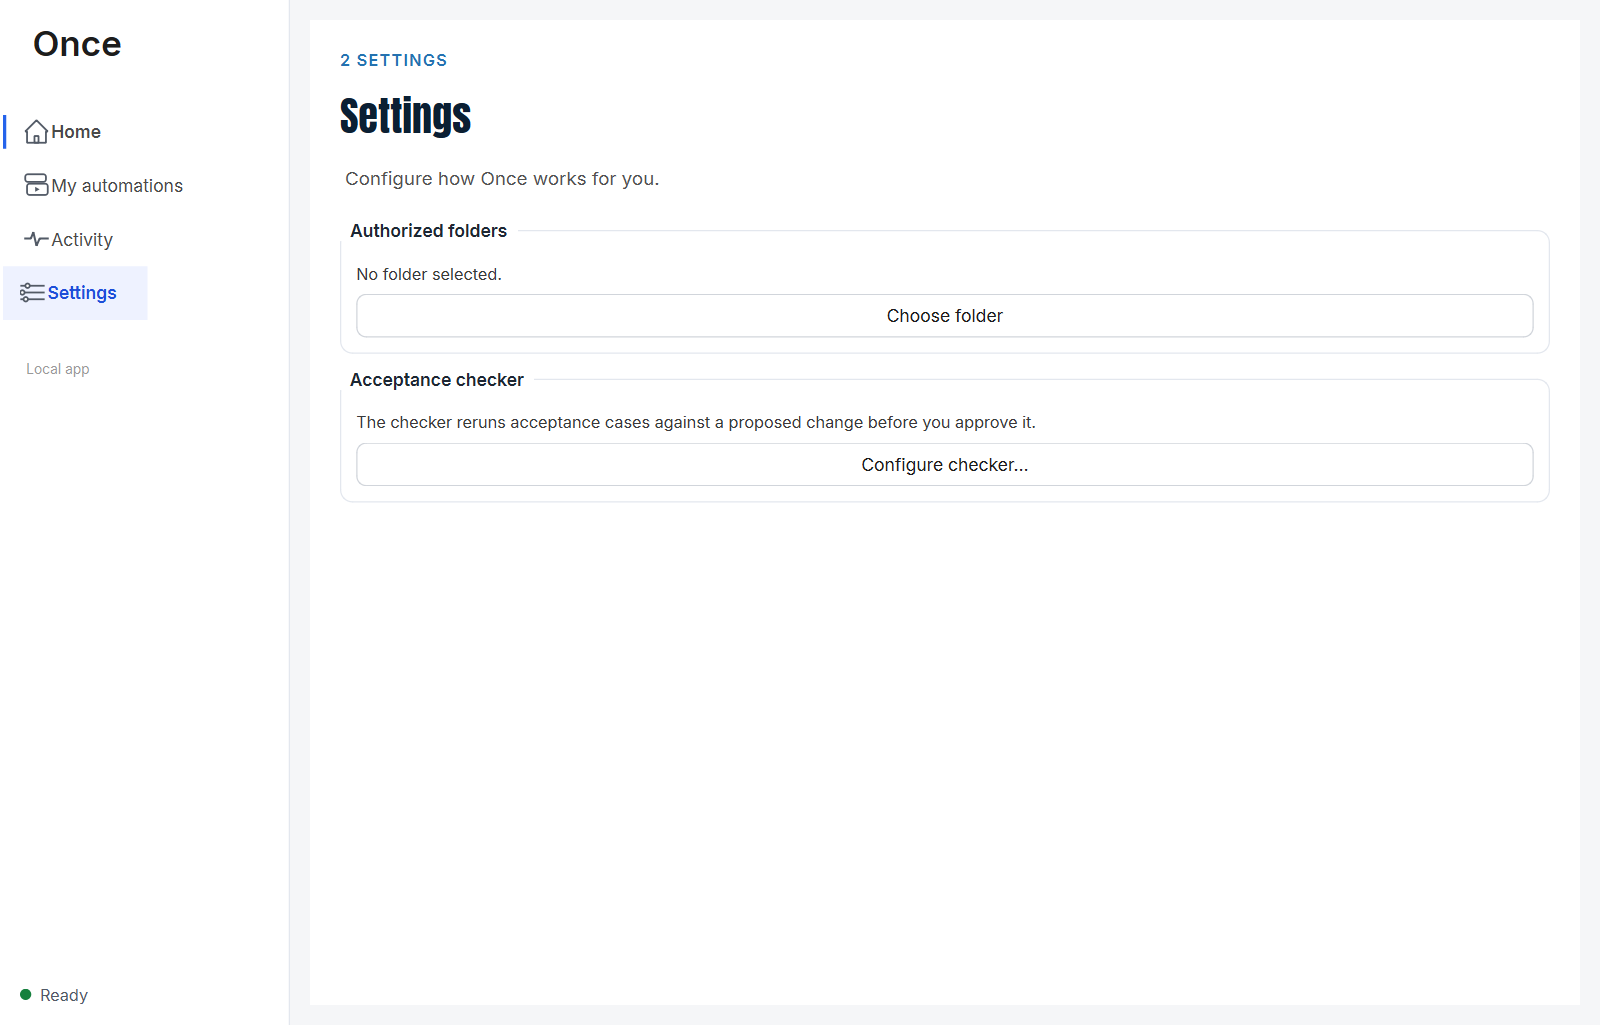 Once
Home
My automations
Activity
Settings
Local app
Ready
2 SETTINGS
Settings
Configure how Once works for you.
Authorized folders
No folder selected.
Choose folder
Acceptance checker
The checker reruns acceptance cases against a proposed change before you approve it.
Configure checker...